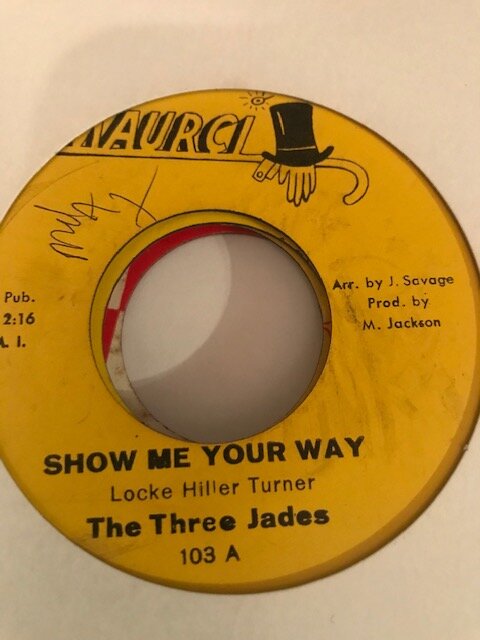 NAURCI
Pub.
2:16
Arr. by J. Savage
Prod. by
M. Jackson
SHOW ME YOUR WAY
Locke Hiller Turner
The Three Jades
103 A